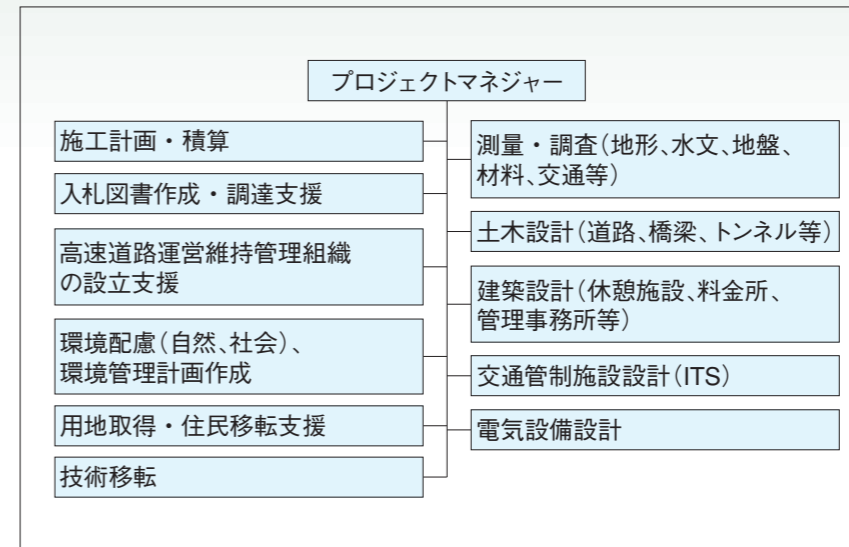 プロジェクトマネジャー
施工計画・積算
入札図書作成・調達支援
高速道路運営維持管理組織
の設立支援
環境配慮(自然、社会)、
環境管理計画作成
用地取得・住民移転支援
技術移転
測量・調査(地形、水文、地盤、
材料、交通等)
土木設計(道路、橋梁、トンネル等)
建築設計(休憩施設、料金所、
管理事務所等)
交通管制施設設計(ITS)
電気設備設計